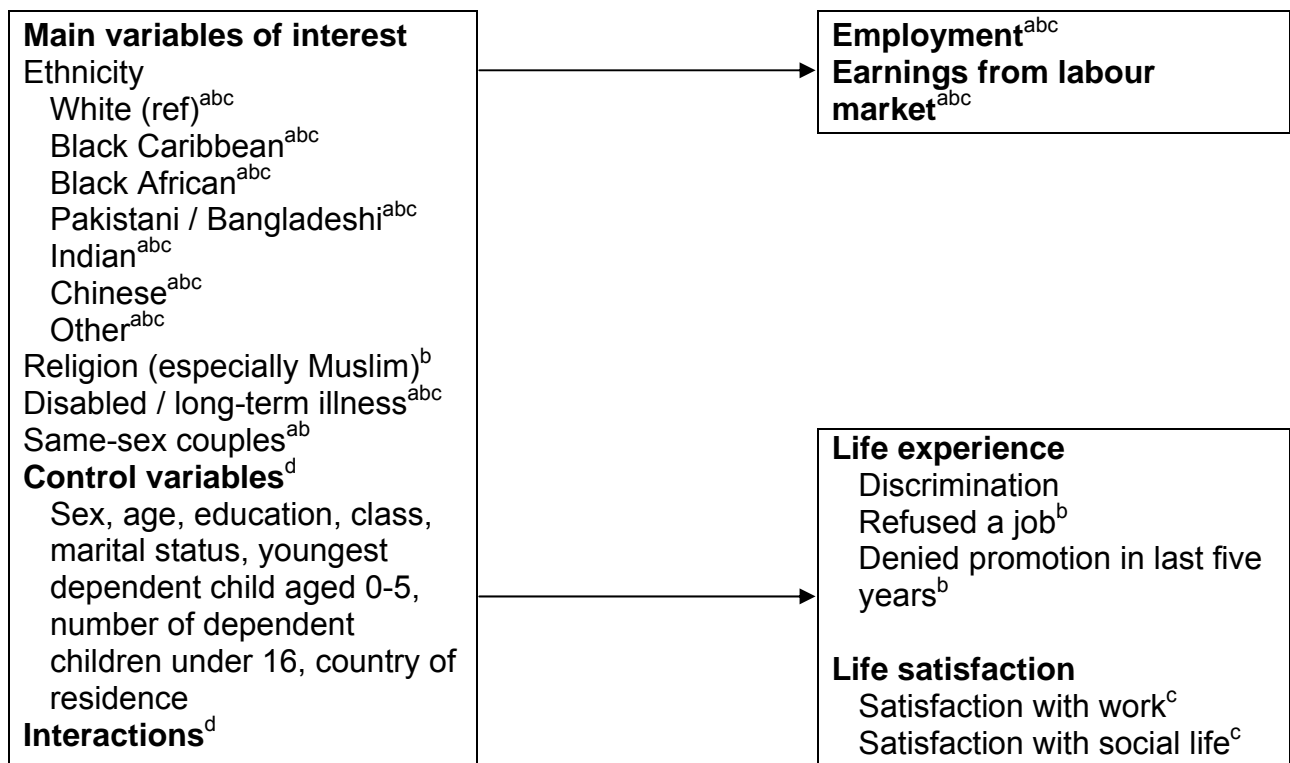 Main variables of interest
Ethnicity
White (ref)abc
Black Caribbeanabc
Black Africanabc
Pakistani / Bangladeshiabc
Indianabc
Chineseabc
Otherabc
Religion (especially Muslim)b
Disabled / long-term illnessabc
Same-sex couplesab
Control variablesd
Sex, age, education, class,
marital status, youngest
dependent child aged 0-5,
number of dependent
children under 16, country of
residence
Interactionsd
Employmentabc
Earnings from labour
marketabc
Life experience
Discrimination
Refused a jobb
Denied promotion in last five
yearsb
Life satisfaction
Satisfaction with workc
Satisfaction with social lifec